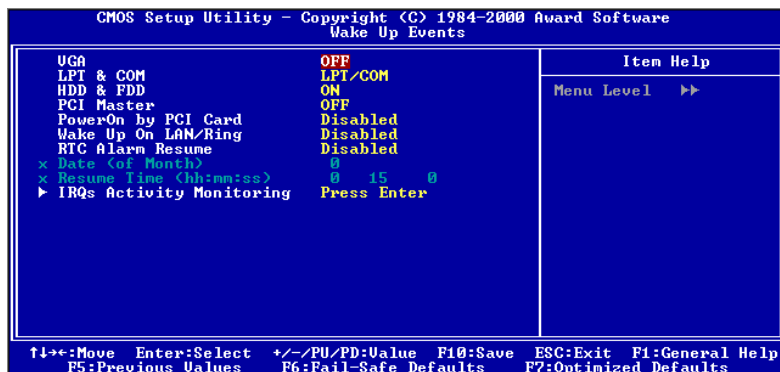 CMOS Setup Utility - Copyright (C) 1984-2000 Award Software
Wake Up Events
VGA OFF
LPT & COM LPT/COM
HDD & FDD ON
PCI Master OFF
PowerOn by PCI Card Disabled
Wake Up On LAN/Ring Disabled
RTC Alarm Resume Disabled
x Date (of Month) 0
x Resume Time (hh:mm:ss) 0 15 0
► IRQs Activity Monitoring Press Enter
Item Help
Menu Level ►►
↑↓→←:Move Enter:Select +/-/PU/PD:Value F10:Save ESC:Exit F1:General Help
F5:Previous Values F6:Fail-Safe Defaults F7:Optimized Defaults